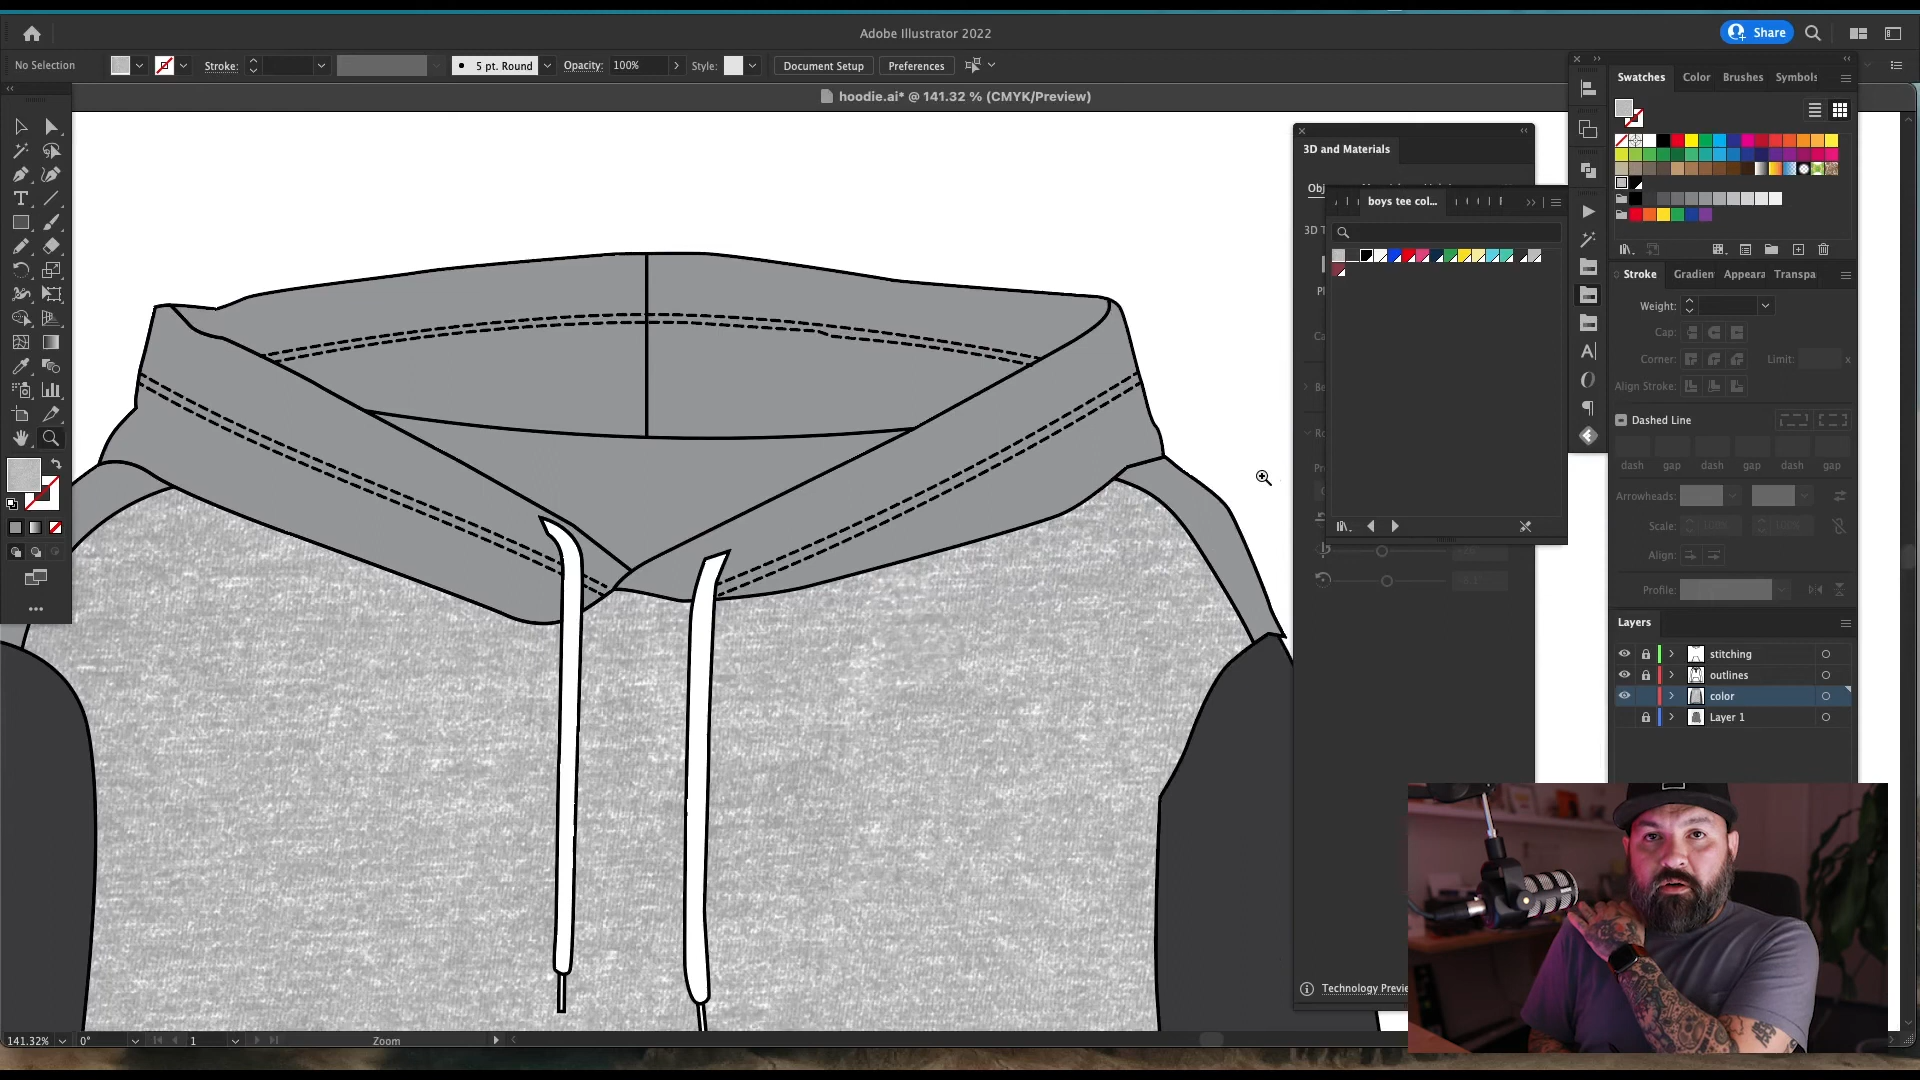 Adobe Illustrator 2022
Share
No Selection
Stroke:
5 pt. Round
Opacity:
100%
Style:
Document Setup
Preferences
hoodie.ai* @ 141.32 % (CMYK/Preview)
Swatches
Color
Brushes
Symbols
3D and Materials
boys tee col...
3D T
Stroke
Gradien
Appeara
Transpa
Weight:
Cap:
Corner:
Limit:
x
Align Stroke:
Dashed Line
dash
gap
dash
gap
dash
gap
Arrowheads:
Scale:
100%
100%
Align:
Profile:
Layers
stitching
outlines
color
Layer 1
Technology Previe
141.32%
0°
1
Zoom